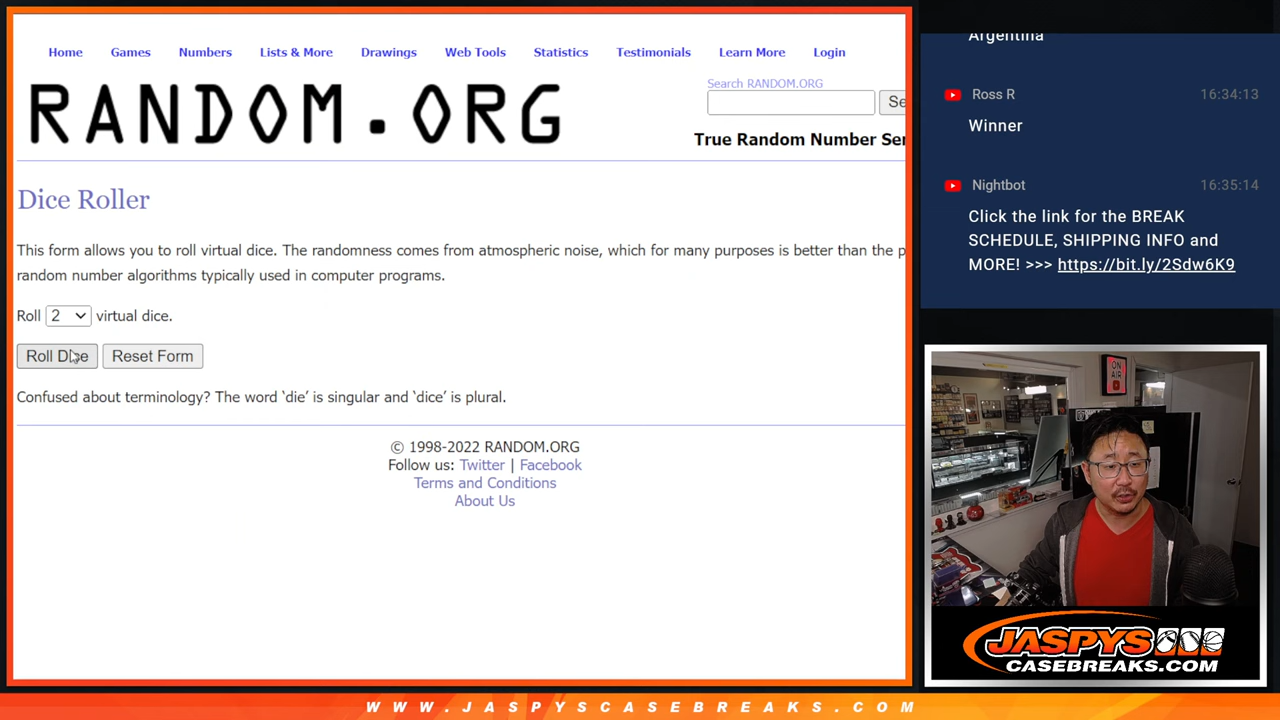 Home Games Numbers Lists & More Drawings Web Tools Statistics Testimonials Learn More Login
RANDOM.ORG
Search RANDOM.ORG
Se
True Random Number Ser
Dice Roller
This form allows you to roll virtual dice. The randomness comes from atmospheric noise, which for many purposes is better than the p
random number algorithms typically used in computer programs.
Roll 2 virtual dice.
Roll Dice Reset Form
Confused about terminology? The word ‘die’ is singular and ‘dice’ is plural.
© 1998-2022 RANDOM.ORG
Follow us: Twitter | Facebook
Terms and Conditions
About Us
Argentina
Ross R 16:34:13
Winner
Nightbot 16:35:14
Click the link for the BREAK
SCHEDULE, SHIPPING INFO and
MORE! >>> https://bit.ly/2Sdw6K9
ON
AIR
JASPYS
CASEBREAKS.COM
WWW.JASPYSCASEBREAKS.COM